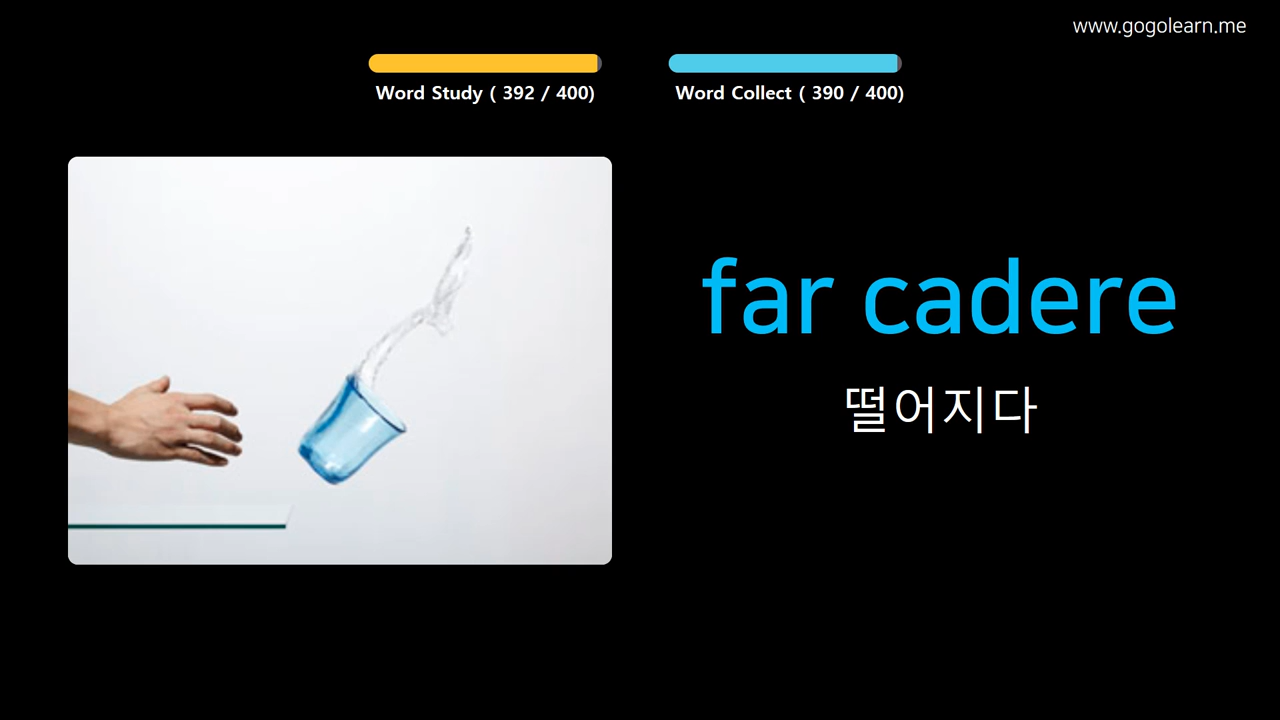 www.gogolearn.me
Word Study ( 392 / 400)
Word Collect ( 390 / 400)
far cadere
떨어지다